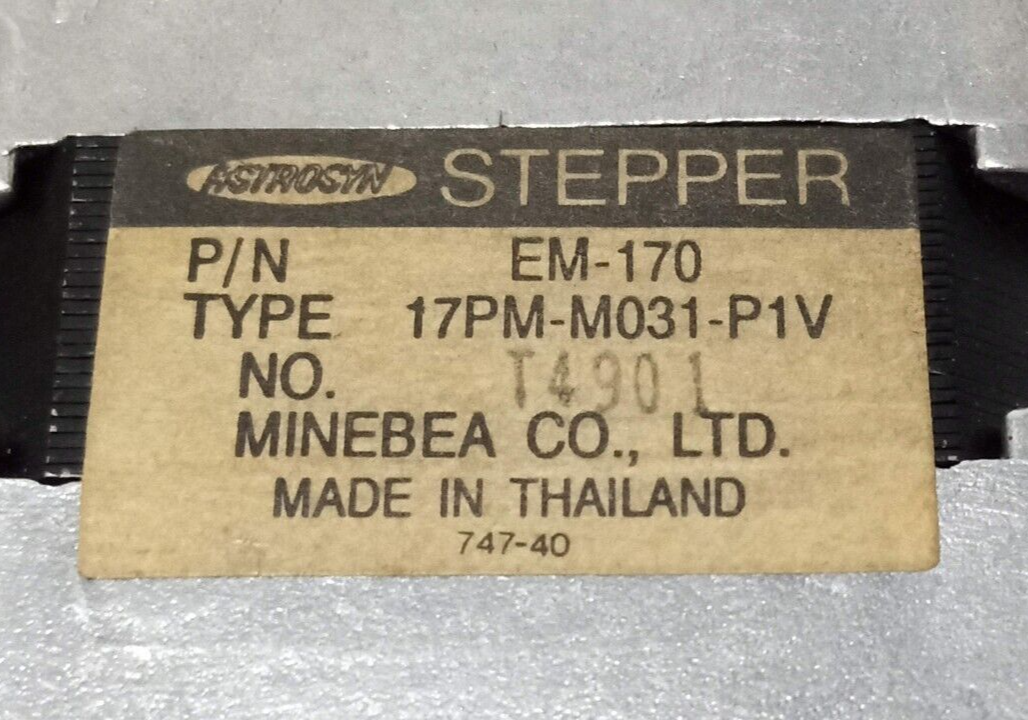 ASTROSYN STEPPER
P/N EM-170
TYPE 17PM-M031-P1V
NO. T4901
MINEBEA CO., LTD.
MADE IN THAILAND
747-40